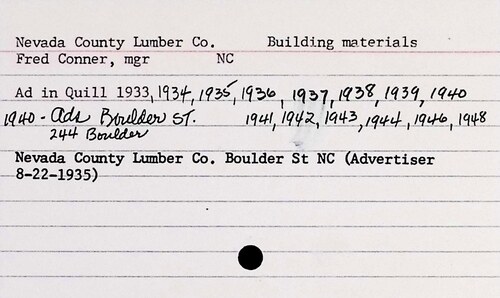 Nevada County Lumber Co. Building materials
Fred Conner, mgr NC
Ad in Quill 1933, 1934, 1935, 1936, 1937, 1938, 1939, 1940
1940 - Ads Boulder ST. 1941, 1942, 1943, 1944, 1946, 1948
244 Boulder
Nevada County Lumber Co. Boulder St NC (Advertiser
8-22-1935)